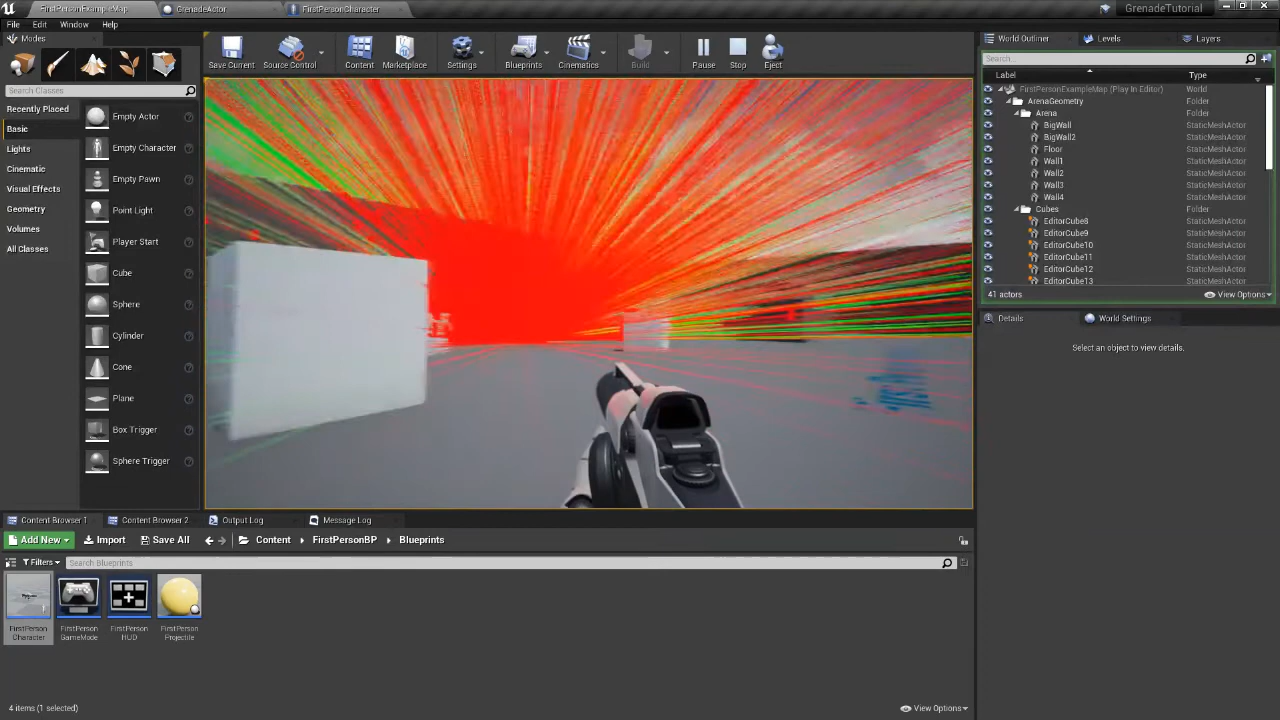 FirstPersonExampleMap
GrenadeActor
FirstPersonCharacter
GrenadeTutorial
File
Edit
Window
Help
Modes
Save Current
Source Control
Content
Marketplace
Settings
Blueprints
Cinematics
Build
Pause
Stop
Eject
World Outliner
Levels
Layers
Search Classes
Recently Placed
Basic
Lights
Cinematic
Visual Effects
Geometry
Volumes
All Classes
Empty Actor
Empty Character
Empty Pawn
Point Light
Player Start
Cube
Sphere
Cylinder
Cone
Plane
Box Trigger
Sphere Trigger
Search...
Label
Type
FirstPersonExampleMap (Play In Editor)
World
ArenaGeometry
Folder
Arena
Folder
BigWall
StaticMeshActor
BigWall2
StaticMeshActor
Floor
StaticMeshActor
Wall1
StaticMeshActor
Wall2
StaticMeshActor
Wall3
StaticMeshActor
Wall4
StaticMeshActor
Cubes
Folder
EditorCube8
StaticMeshActor
EditorCube9
StaticMeshActor
EditorCube10
StaticMeshActor
EditorCube11
StaticMeshActor
EditorCube12
StaticMeshActor
EditorCube13
StaticMeshActor
41 actors
View Options
Details
World Settings
Select an object to view details.
Content Browser 1
Content Browser 2
Output Log
Message Log
Add New
Import
Save All
Content
FirstPersonBP
Blueprints
Filters
Search Blueprints
FirstPerson
Character
FirstPerson
GameMode
FirstPerson
HUD
FirstPerson
Projectile
4 items (1 selected)
View Options